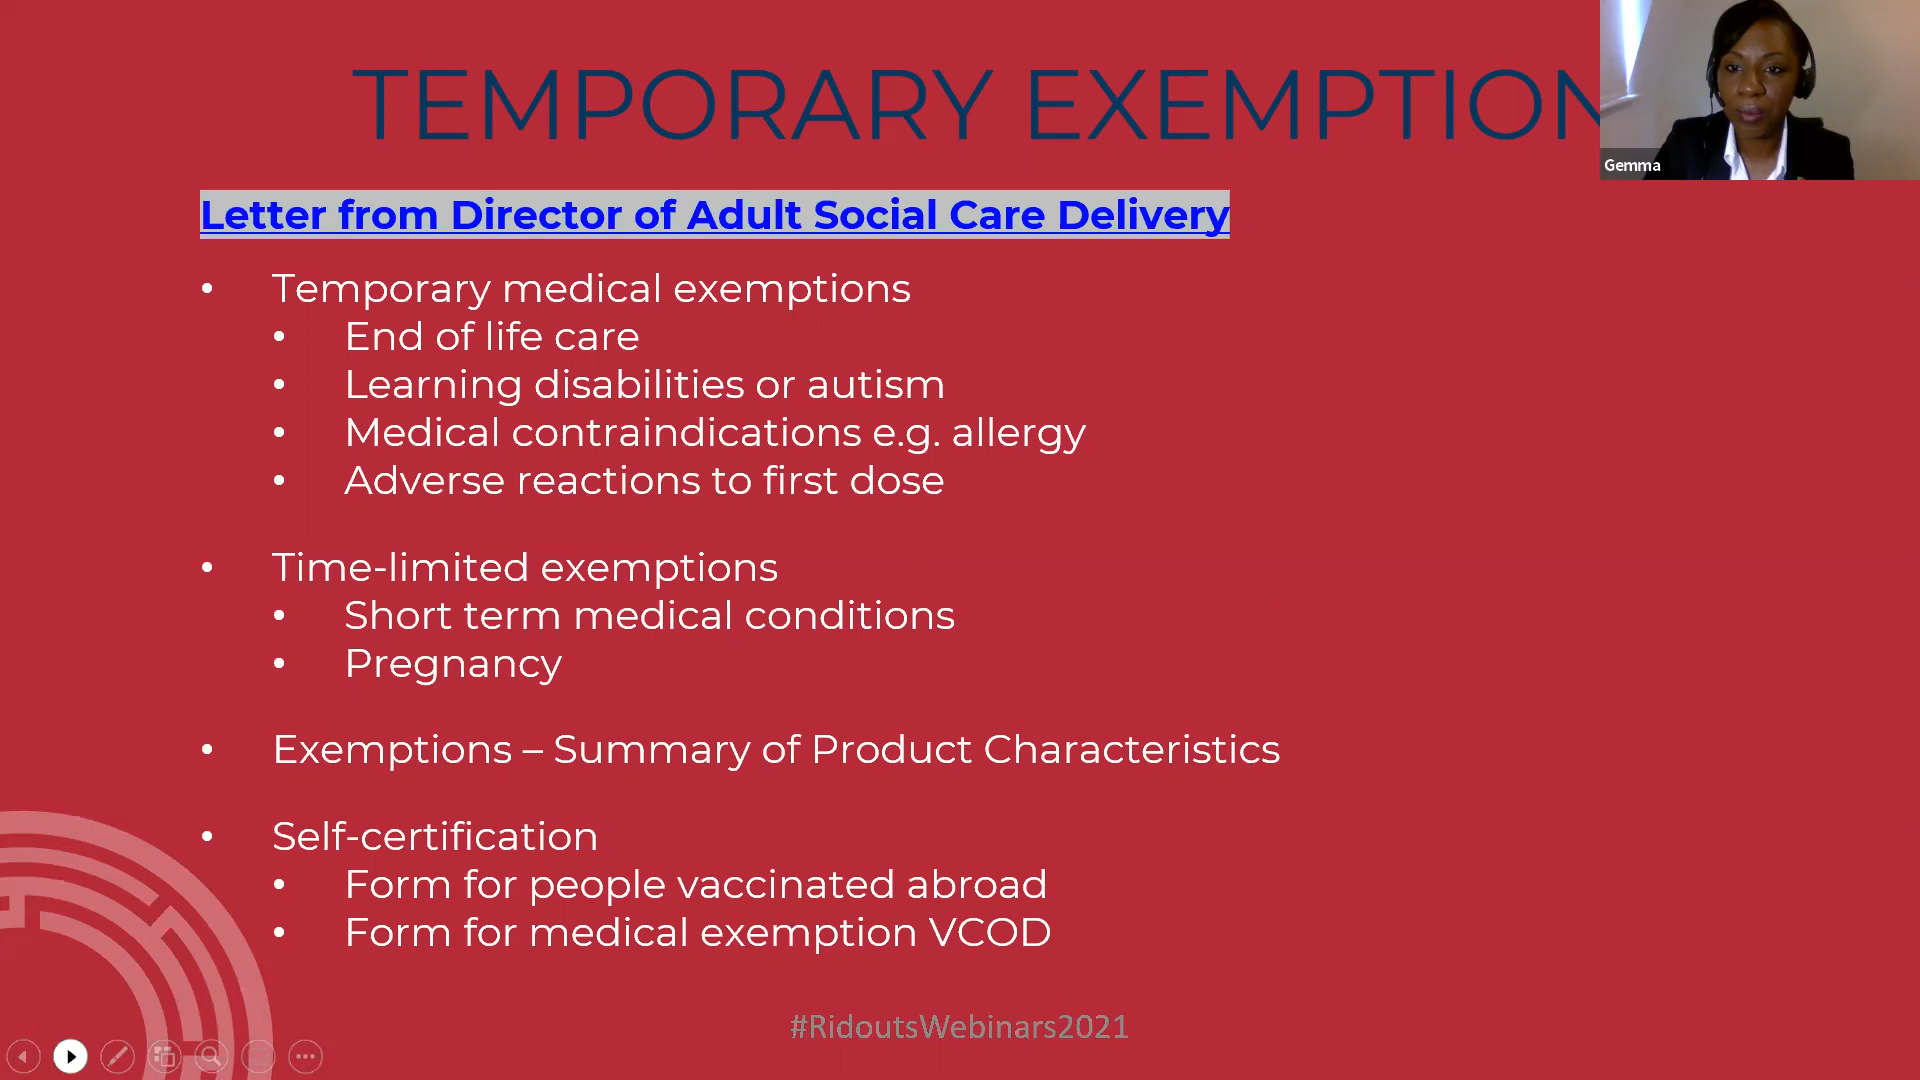 TEMPORARY EXEMPTION
Gemma
Letter from Director of Adult Social Care Delivery
• Temporary medical exemptions
• End of life care
• Learning disabilities or autism
• Medical contraindications e.g. allergy
• Adverse reactions to first dose
• Time-limited exemptions
• Short term medical conditions
• Pregnancy
• Exemptions – Summary of Product Characteristics
• Self-certification
• Form for people vaccinated abroad
• Form for medical exemption VCOD
#RidoutsWebinars2021